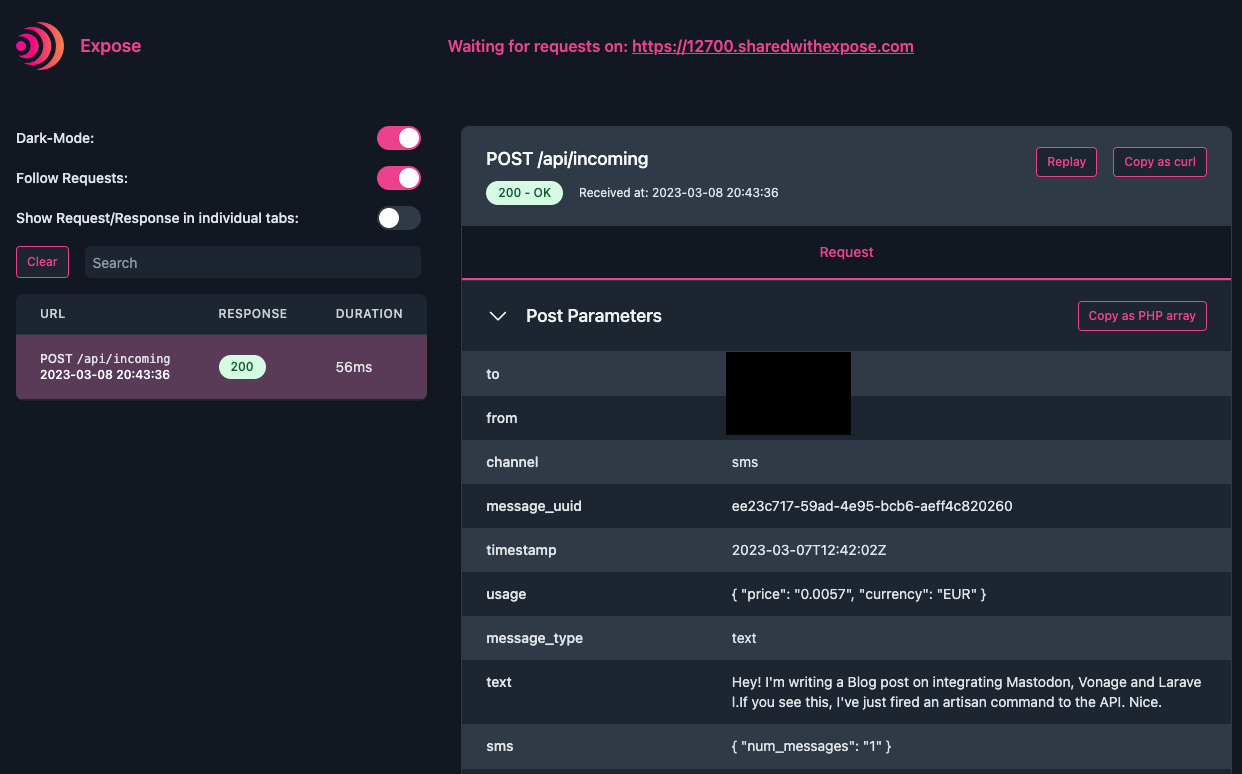 Expose
Waiting for requests on: https://12700.sharedwithexpose.com
Dark-Mode:
Follow Requests:
Show Request/Response in individual tabs:
Clear
Search
URL RESPONSE DURATION
POST /api/incoming
2023-03-08 20:43:36
200
56ms
POST /api/incoming
Replay
Copy as curl
200 - OK
Received at: 2023-03-08 20:43:36
Request
Post Parameters
Copy as PHP array
to
from
channel sms
message_uuid ee23c717-59ad-4e95-bcb6-aeff4c820260
timestamp 2023-03-07T12:42:02Z
usage { "price": "0.0057", "currency": "EUR" }
message_type text
text Hey! I'm writing a Blog post on integrating Mastodon, Vonage and Larave
l.If you see this, I've just fired an artisan command to the API. Nice.
sms { "num_messages": "1" }